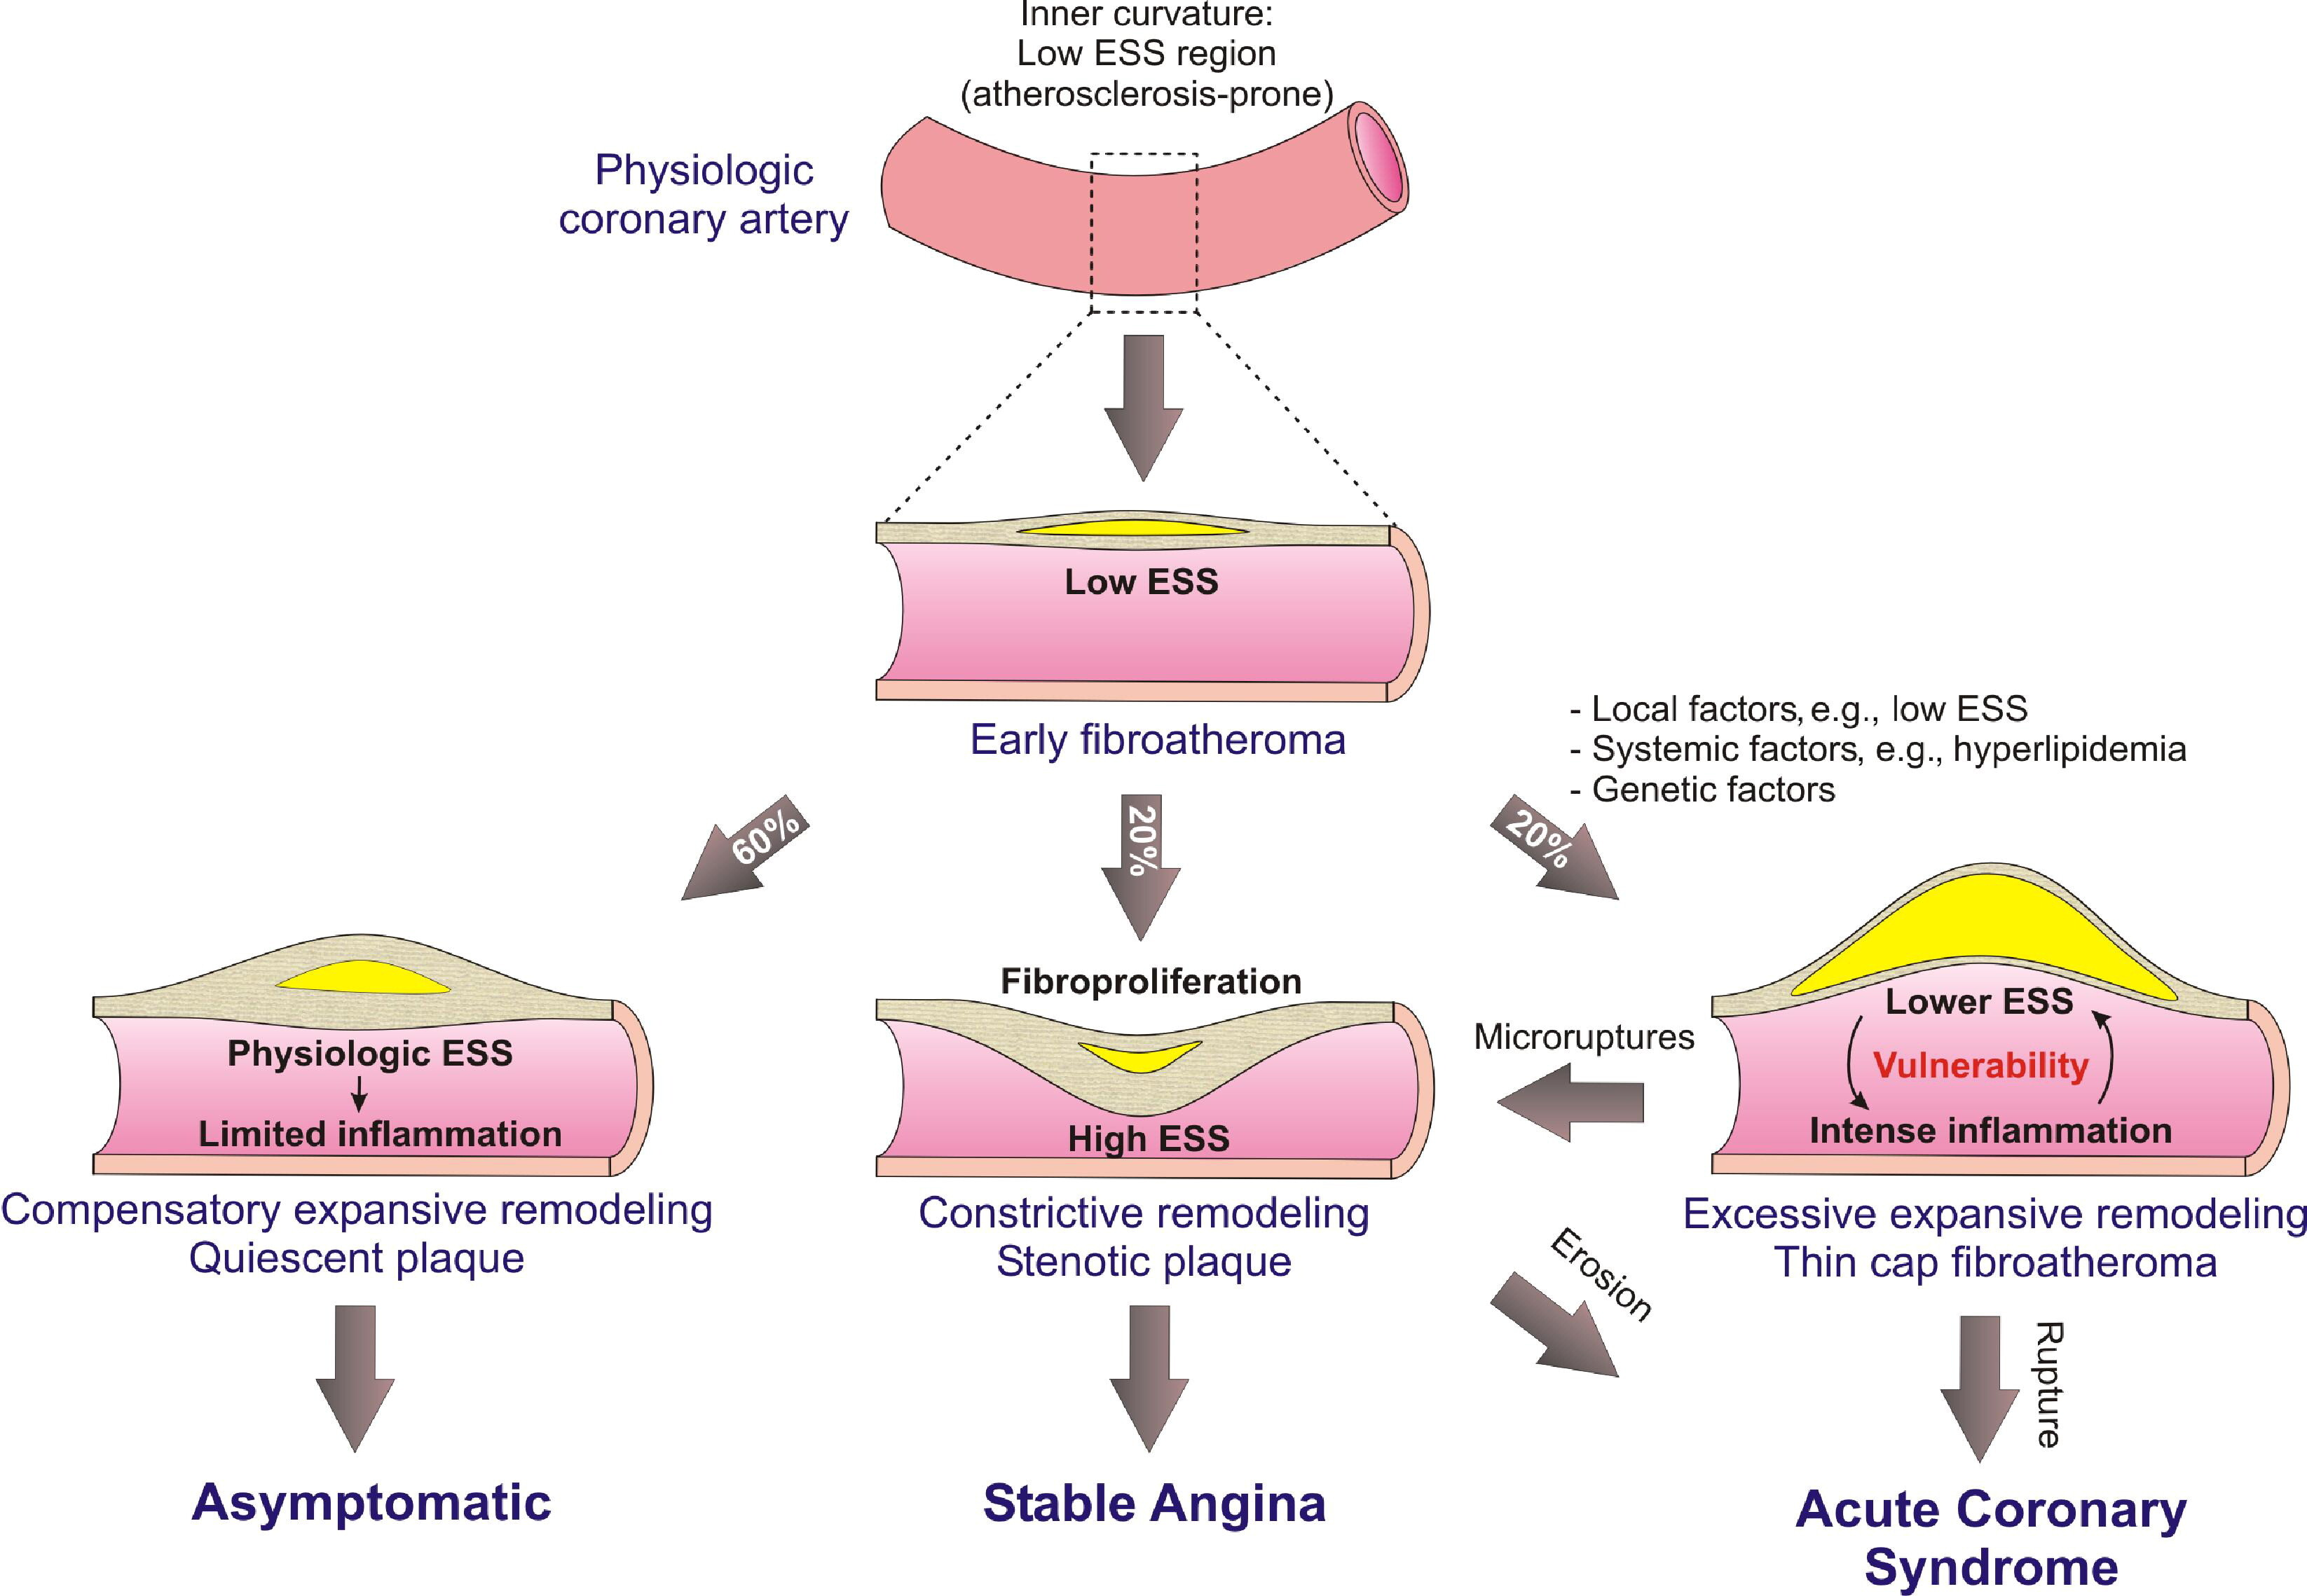 Inner curvature:
Low ESS region
(atherosclerosis-prone)
Physiologic
coronary artery
Low ESS
Early fibroatheroma
- Local factors, e.g., low ESS
- Systemic factors, e.g., hyperlipidemia
- Genetic factors
60%
20%
20%
Physiologic ESS
Limited inflammation
Compensatory expansive remodeling
Quiescent plaque
Fibroproliferation
High ESS
Constrictive remodeling
Stenotic plaque
Microruptures
Lower ESS
Vulnerability
Intense inflammation
Excessive expansive remodeling
Thin cap fibroatheroma
Erosion
Rupture
Asymptomatic
Stable Angina
Acute Coronary
Syndrome